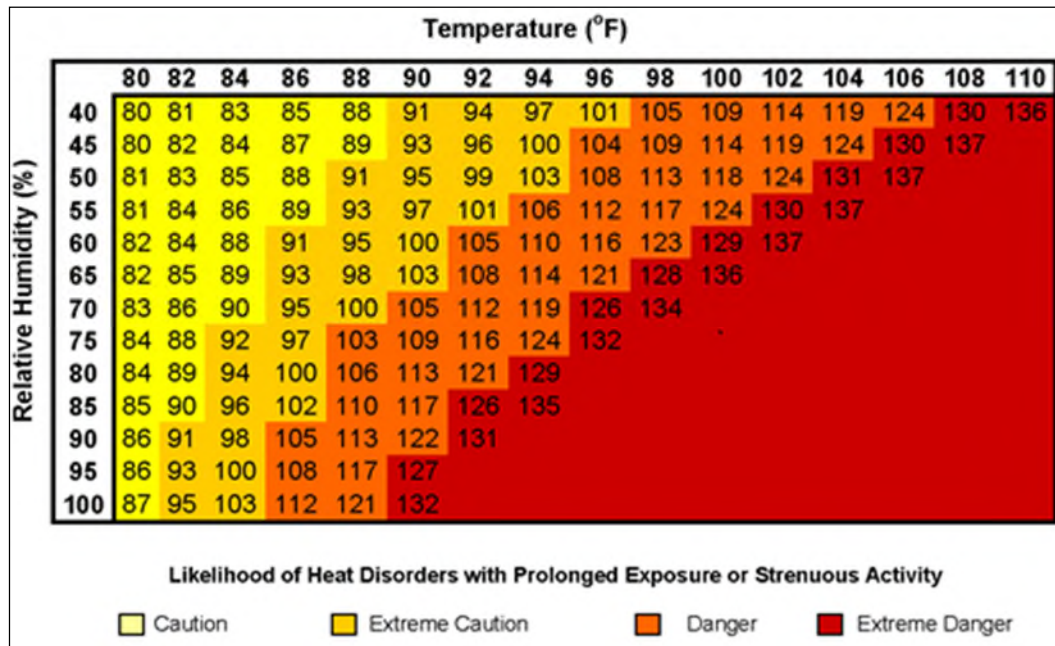 Temperature (°F)
80 82 84 86 88 90 92 94 96 98 100 102 104 106 108 110
Relative Humidity (%)
40 80 81 83 85 88 91 94 97 101 105 109 114 119 124 130 136
45 80 82 84 87 89 93 96 100 104 109 114 119 124 130 137
50 81 83 85 88 91 95 99 103 108 113 118 124 131 137
55 81 84 86 89 93 97 101 106 112 117 124 130 137
60 82 84 88 91 95 100 105 110 116 123 129 137
65 82 85 89 93 98 103 108 114 121 128 136
70 83 86 90 95 100 105 112 119 126 134
75 84 88 92 97 103 109 116 124 132
80 84 89 94 100 106 113 121 129
85 85 90 96 102 110 117 126 135
90 86 91 98 105 113 122 131
95 86 93 100 108 117 127
100 87 95 103 112 121 132
Likelihood of Heat Disorders with Prolonged Exposure or Strenuous Activity
Caution Extreme Caution Danger Extreme Danger